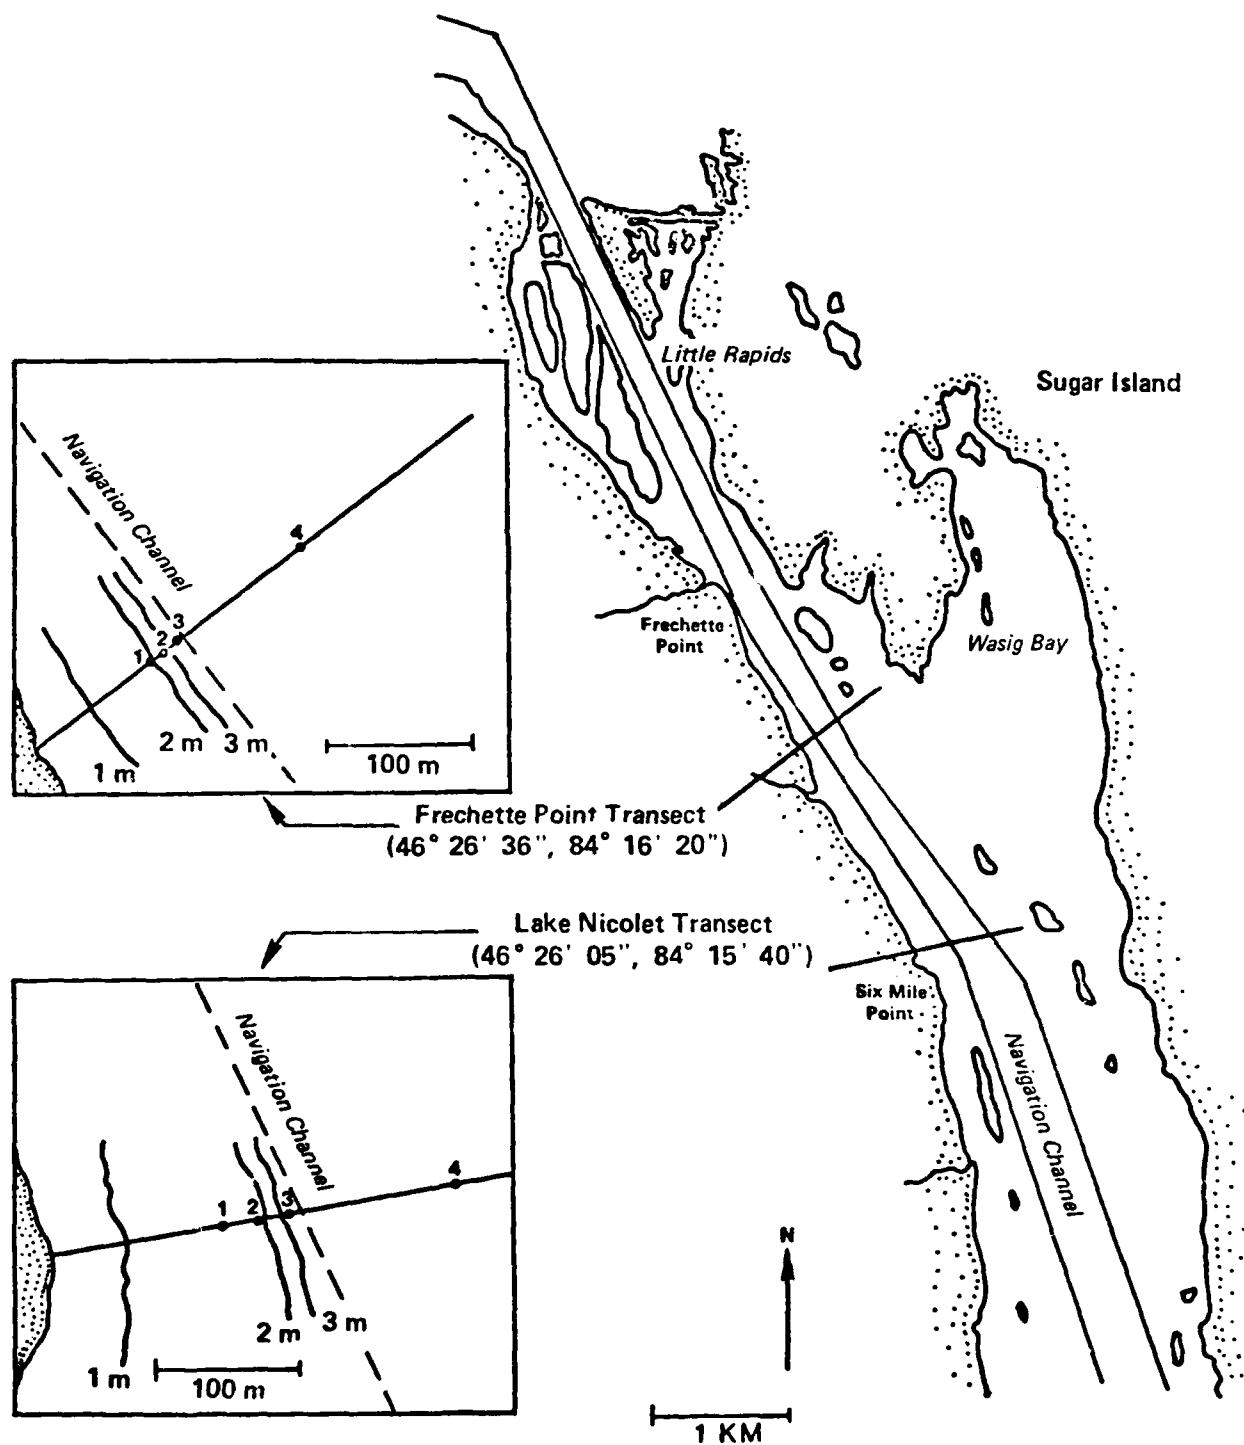 Little Rapids
Sugar Island
Navigation Channel
4
3
2
1
1 m
2 m
3 m
100 m
Frechette
Point
Wasig Bay
Frechette Point Transect
(46° 26' 36", 84° 16' 20")
Lake Nicolet Transect
(46° 26' 05", 84° 15' 40")
Six Mile
Point
Navigation Channel
Navigation Channel
1
2
3
4
1 m
2 m
3 m
100 m
N
1 KM